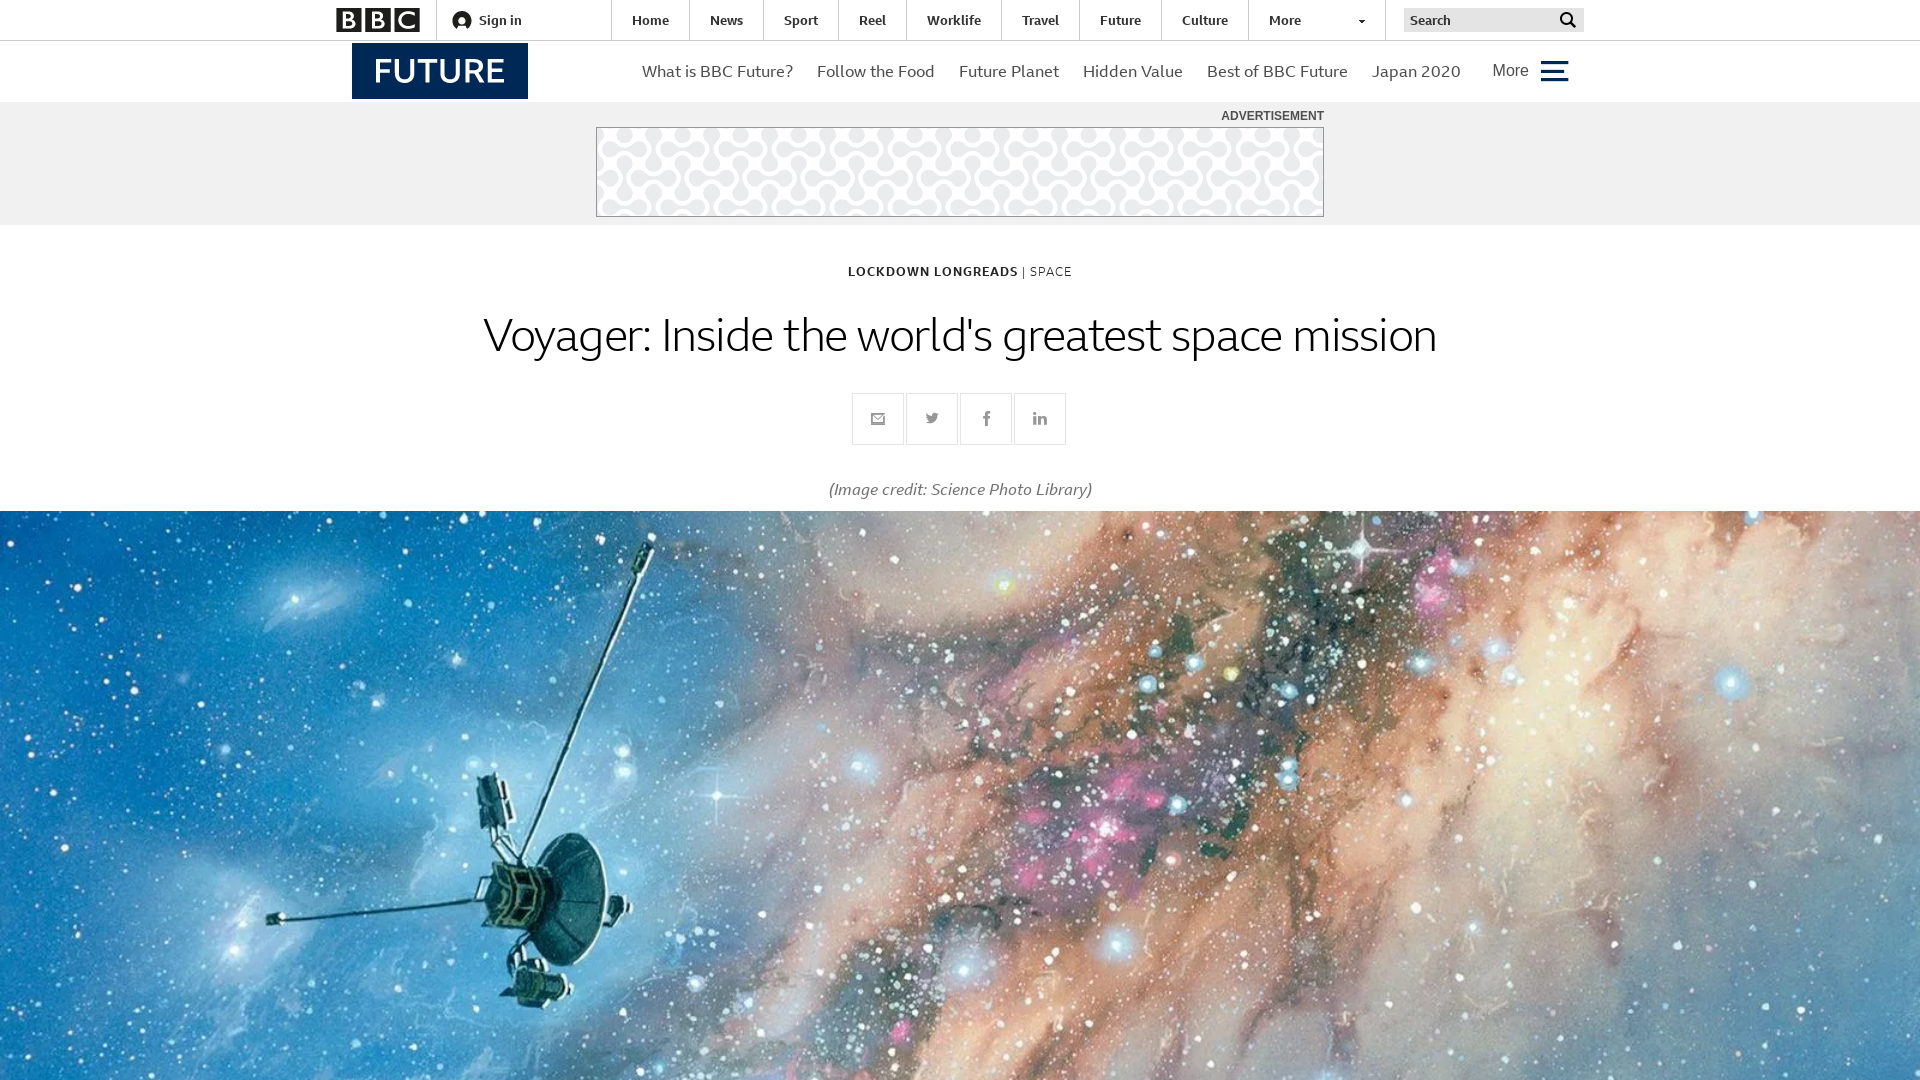 BBC
Sign in
Home
News
Sport
Reel
Worklife
Travel
Future
Culture
More
Search
FUTURE
What is BBC Future?
Follow the Food
Future Planet
Hidden Value
Best of BBC Future
Japan 2020
More
ADVERTISEMENT
LOCKDOWN LONGREADS | SPACE
Voyager: Inside the world's greatest space mission
(Image credit: Science Photo Library)